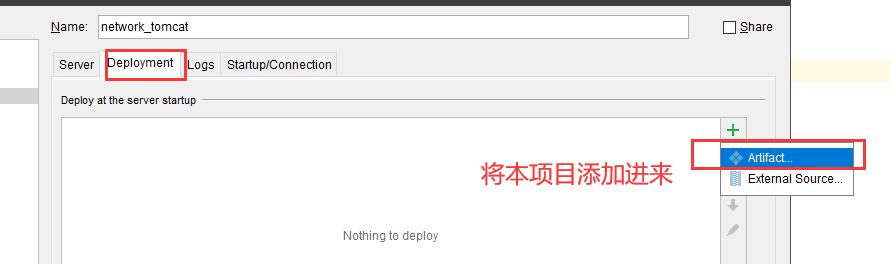 Name: network_tomcat Share
Server Deployment Logs Startup/Connection
Deploy at the server startup
Artifact...
将本项目添加进来
External Source...
Nothing to deploy